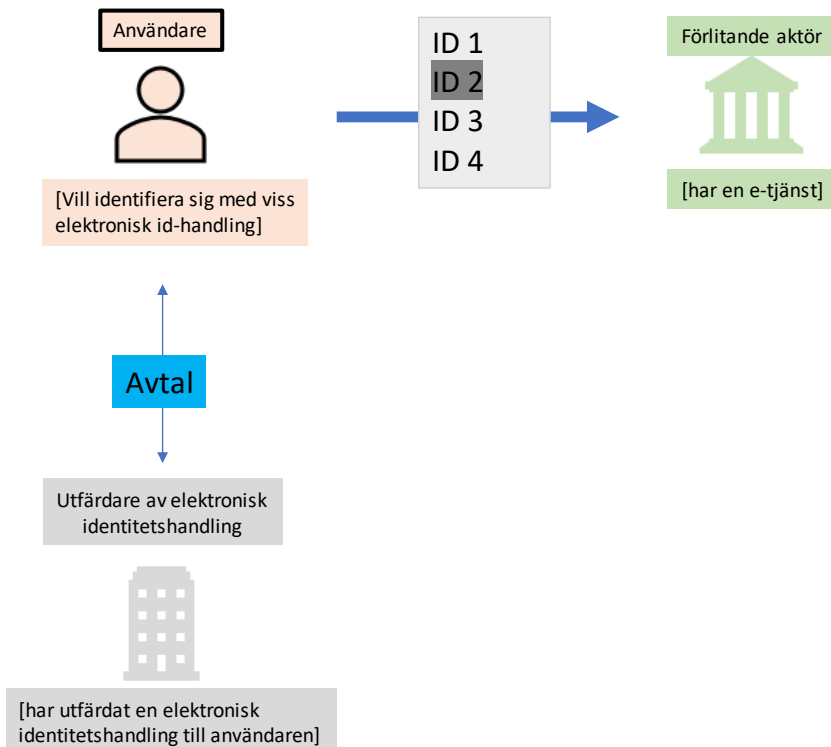 Användare
[Vill identifiera sig med viss
elektronisk id-handling]
ID 1
ID 2
ID 3
ID 4
Förlitande aktör
[har en e-tjänst]
Avtal
Utfärdare av elektronisk
identitetshandling
[har utfärdat en elektronisk
identitetshandling till användaren]